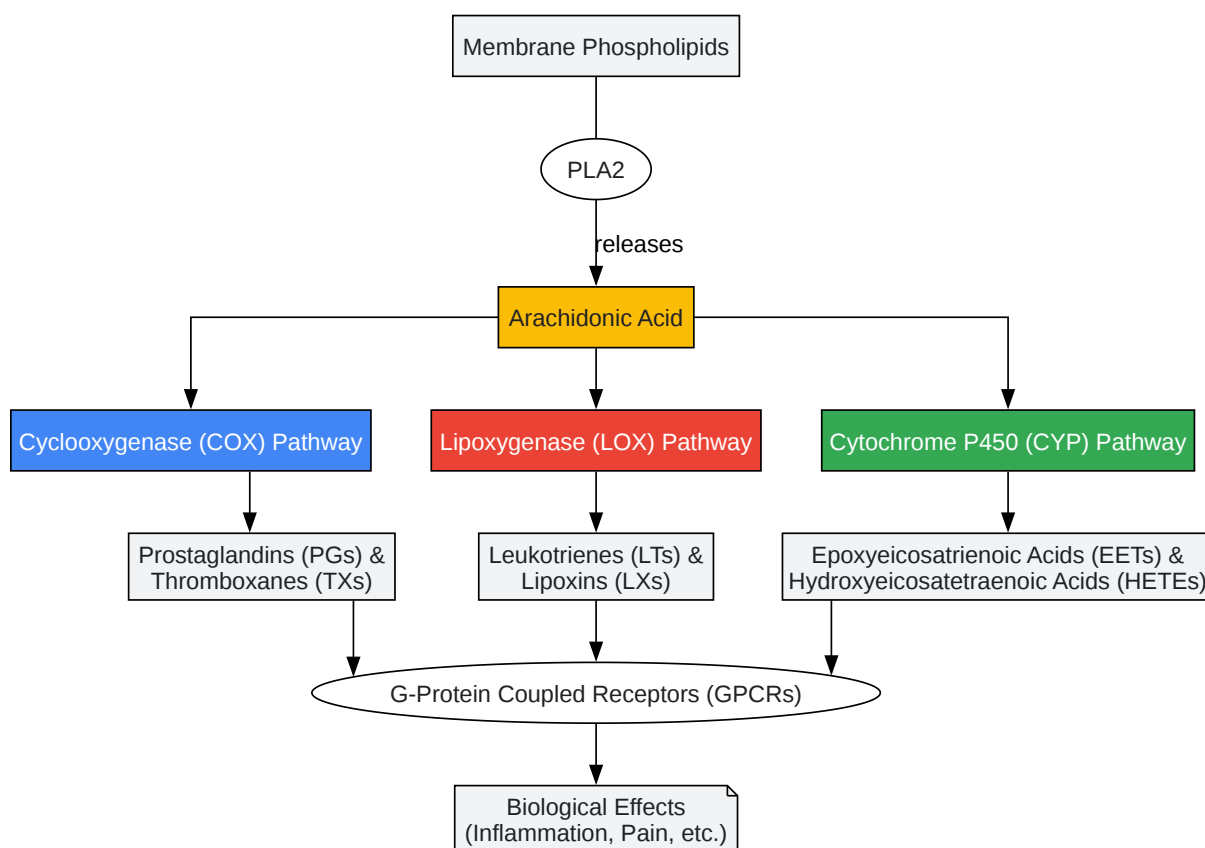 Membrane Phospholipids
PLA2
releases
Arachidonic Acid
Cyclooxygenase (COX) Pathway
Lipoxygenase (LOX) Pathway
Cytochrome P450 (CYP) Pathway
Prostaglandins (PGs) &
Thromboxanes (TXs)
Leukotrienes (LTs) &
Lipoxins (LXs)
Epoxyeicosatrienoic Acids (EETs) &
Hydroxyeicosatetraenoic Acids (HETEs)
G-Protein Coupled Receptors (GPCRs)
Biological Effects
(Inflammation, Pain, etc.)